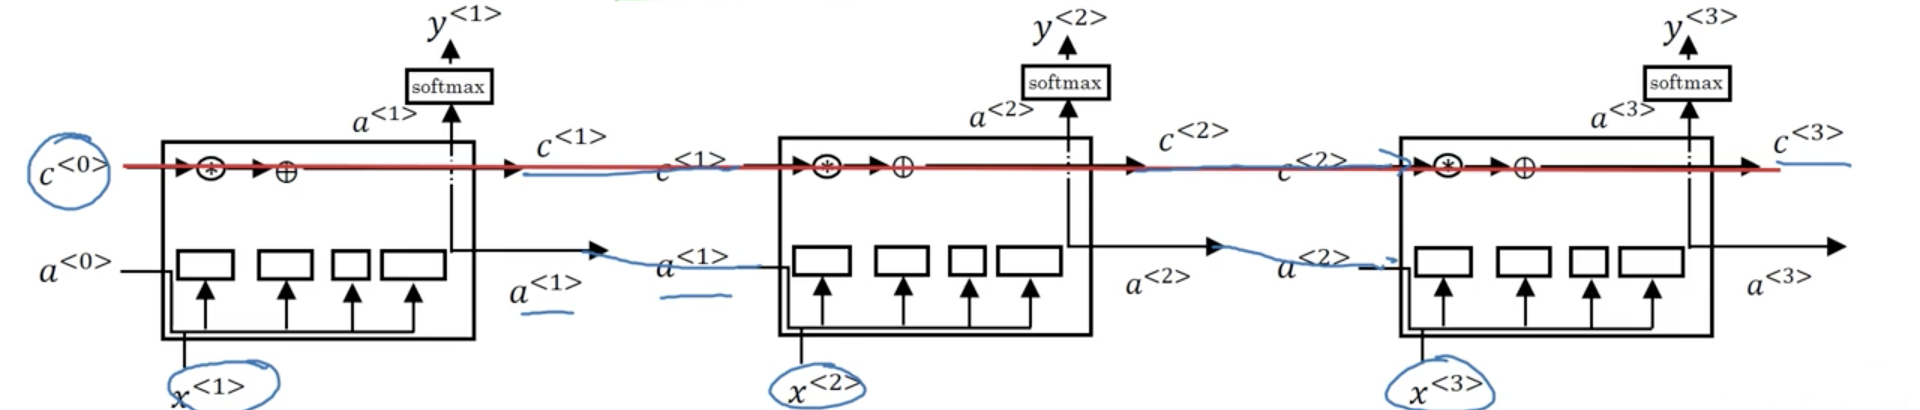 y<1> y<2> y<3>
softmax softmax softmax
a<1> a<2> a<3>
c<0> c<1> c<1> c<2> c<2> c<3>
a<0> a<1> a<1> a<2> a<2> a<3>
x<1> x<2> x<3>